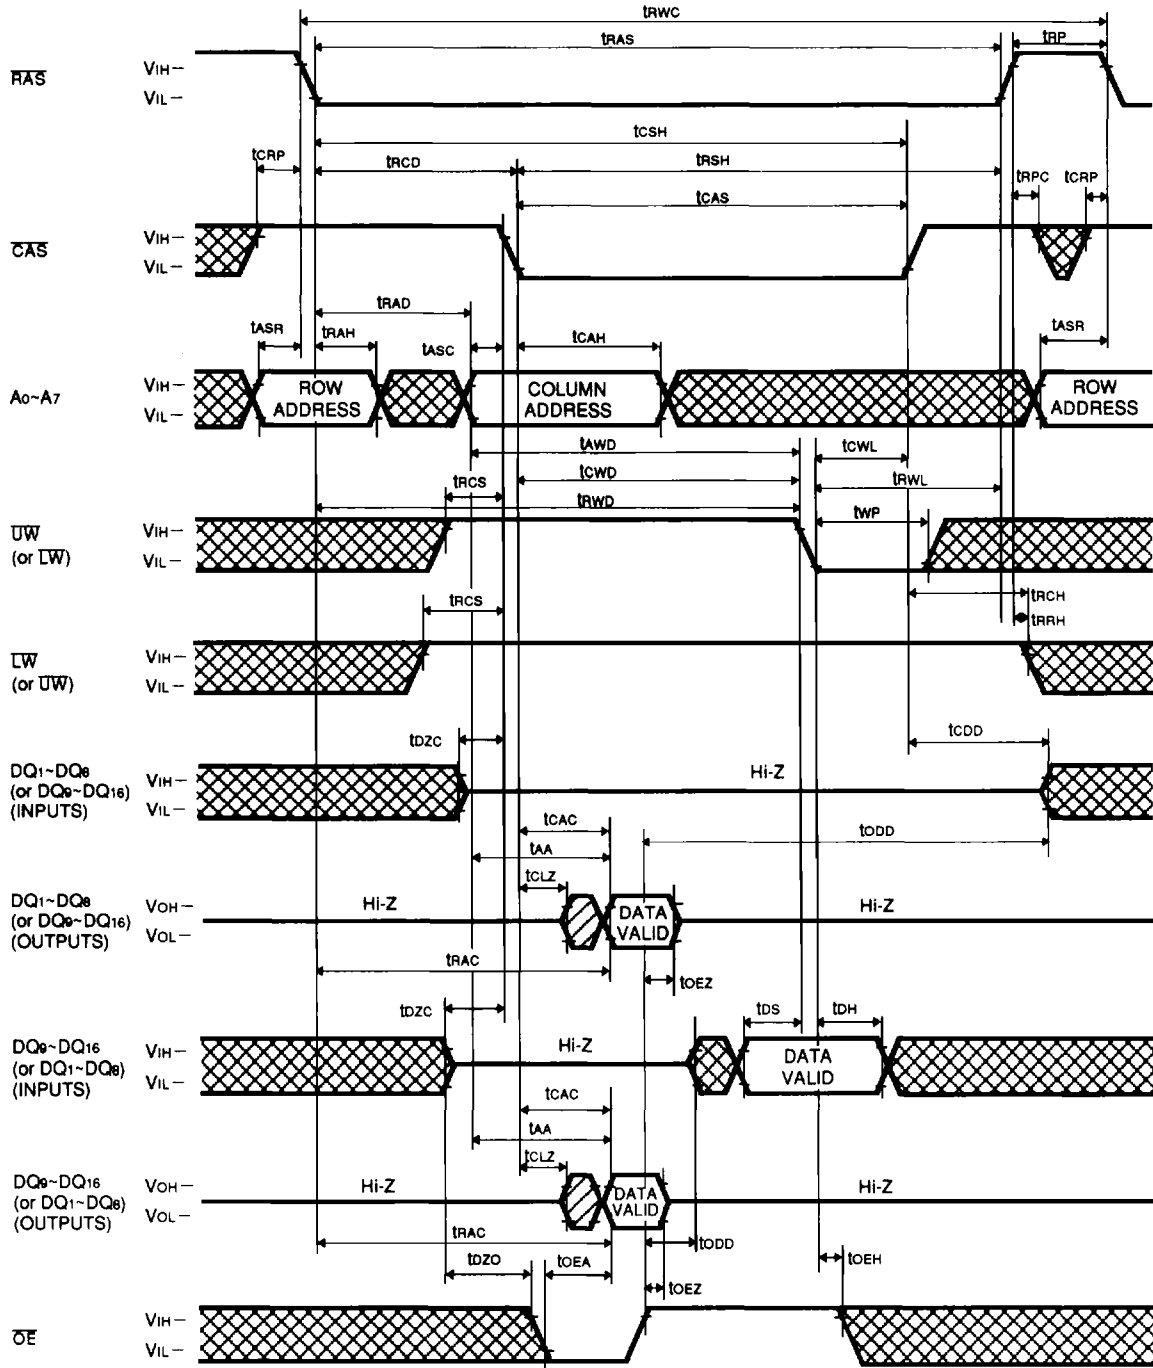 tRWC
tRAS
tRP
RAS
VIH–
VIL–
tCSH
tCRP
tRCD
tRSH
tRPC
tCRP
tCAS
CAS
VIH–
VIL–
tRAD
tASR
tRAH
tASC
tCAH
tASR
A0~A7
VIH–
VIL–
ROW ADDRESS
COLUMN ADDRESS
ROW ADDRESS
tAWD
tCWL
tRCS
tCWD
tRWL
tRWD
tWP
UW
(or LW)
VIH–
VIL–
tRCS
tRCH
tRRH
LW
(or UW)
VIH–
VIL–
tDZC
tCDD
DQ1~DQ8
(or DQ9~DQ16)
(INPUTS)
VIH–
VIL–
Hi-Z
tCAC
tODD
tAA
tCLZ
DQ1~DQ8
(or DQ9~DQ16)
(OUTPUTS)
VOH–
VOL–
Hi-Z
DATA VALID
Hi-Z
tRAC
tOEZ
tDZC
tDS
tDH
DQ9~DQ16
(or DQ1~DQ8)
(INPUTS)
VIH–
VIL–
Hi-Z
DATA VALID
tCAC
tAA
tCLZ
DQ9~DQ16
(or DQ1~DQ8)
(OUTPUTS)
VOH–
VOL–
Hi-Z
DATA VALID
Hi-Z
tRAC
tODD
tDZO
tOEA
tOEZ
tOEH
OE
VIH–
VIL–